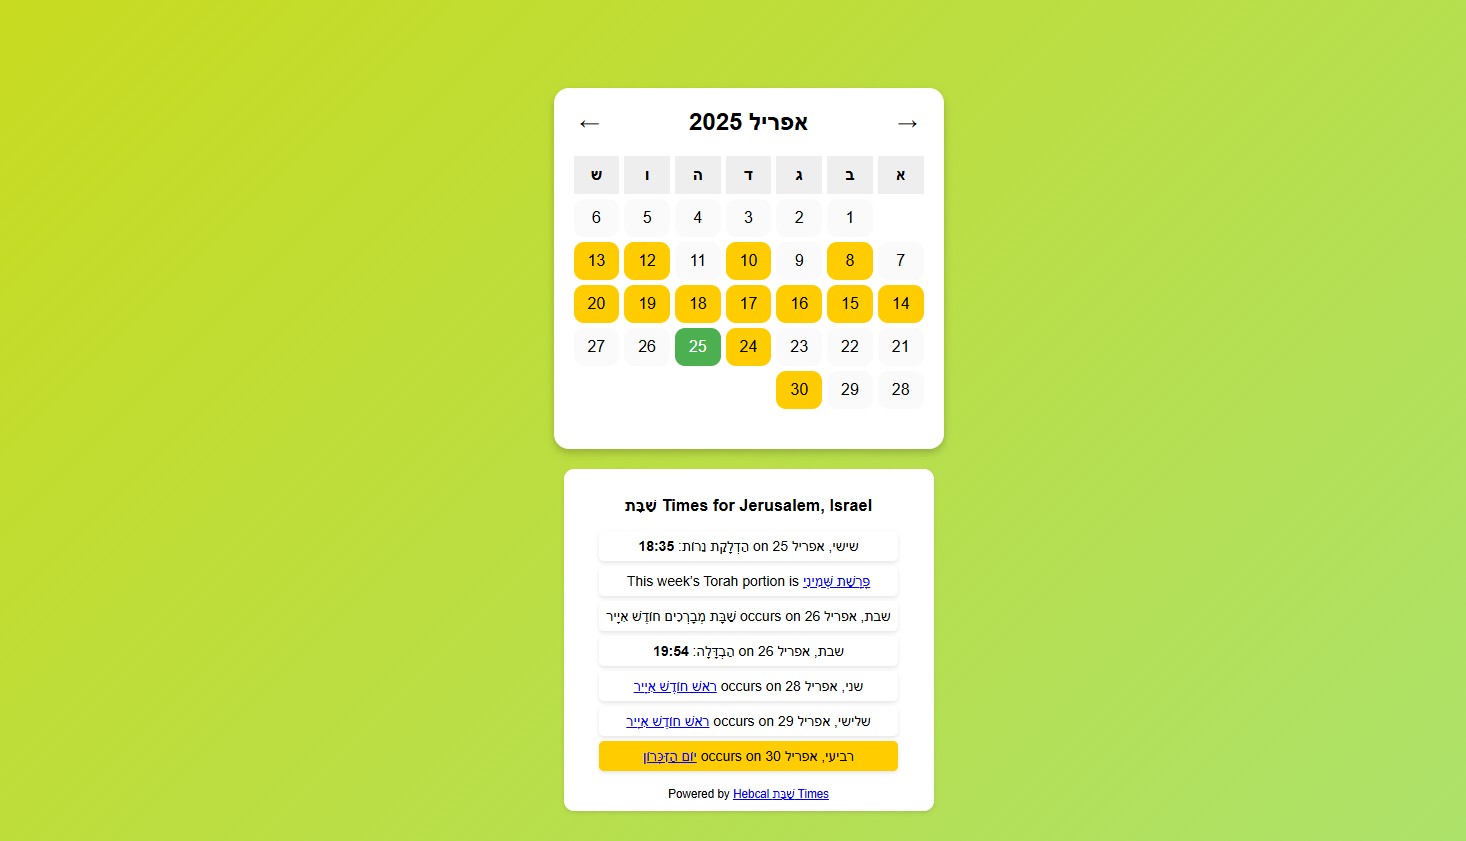 → אפריל 2025 ←
א ב ג ד ה ו ש
1 2 3 4 5 6
7 8 9 10 11 12 13
14 15 16 17 18 19 20
21 22 23 24 25 26 27
28 29 30
שַׁבָּת Times for Jerusalem, Israel
הַדְלָקַת נֵרוֹת: 18:35 on שישי, אפריל 25
This week's Torah portion is פָּרָשַׁת שְּׁמִינִי
שַׁבָּת מְבָרְכִים חוֹדֶשׁ אִיָיר occurs on שבת, אפריל 26
הַבְדָּלָה: 19:54 on שבת, אפריל 26
רֹאשׁ חוֹדֶשׁ אִיָיר occurs on שני, אפריל 28
רֹאשׁ חוֹדֶשׁ אִיָיר occurs on שלישי, אפריל 29
יוֹם הַזִּכָּרוֹן occurs on רביעי, אפריל 30
Powered by Hebcal שַׁבָּת Times